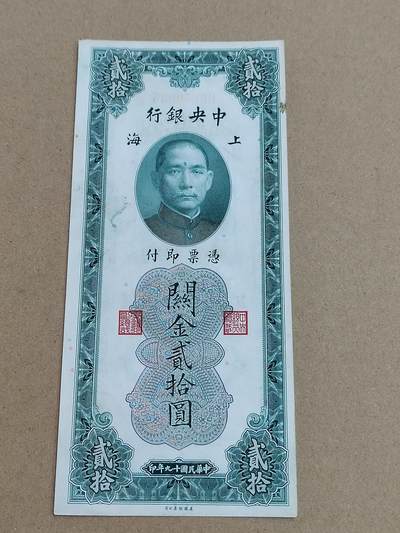 貳拾
貳拾
中央銀行
上海
憑票即付
關金貳拾圓
中華民國十九年印
貳拾
貳拾